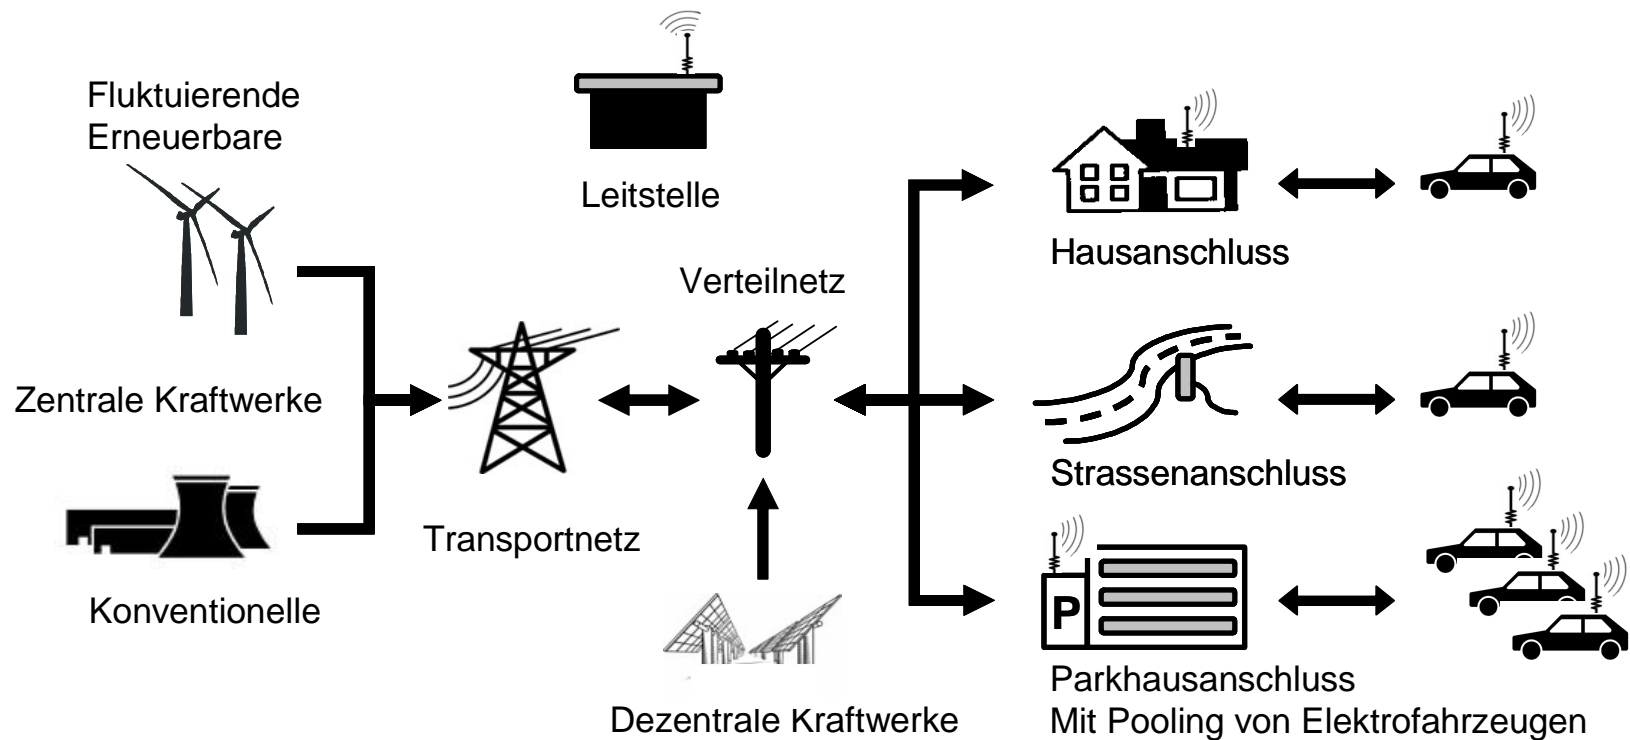 Fluktuierende
Erneuerbare
Leitstelle
Hausanschluss
Verteilnetz
Zentrale Kraftwerke
Strassenanschluss
Transportnetz
Konventionelle
P
Parkhausanschluss
Mit Pooling von Elektrofahrzeugen
Dezentrale Kraftwerke